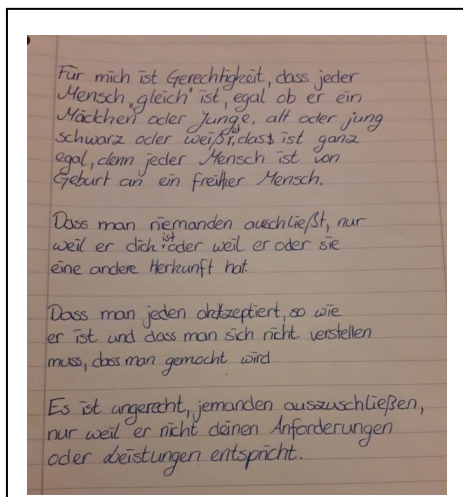 Für mich ist Gerechtigkeit, dass jeder
Mensch „gleich" ist, egal ob er ein
Mädchen oder Junge, alt oder jung
schwarz oder weiß ist, dass ist ganz
egal, denn jeder Mensch ist von
Geburt an ein freiher Mensch.
Dass man niemanden auschließt, nur
weil er dick ist oder weil er oder sie
eine andere Herkunft hat.
Dass man jeden akzeptiert, so wie
er ist und dass man sich nicht verstellen
muss, dass man gemocht wird
Es ist ungerecht, jemanden auszuschließen,
nur weil er nicht deinen Anforderungen
oder Leistungen entspricht.